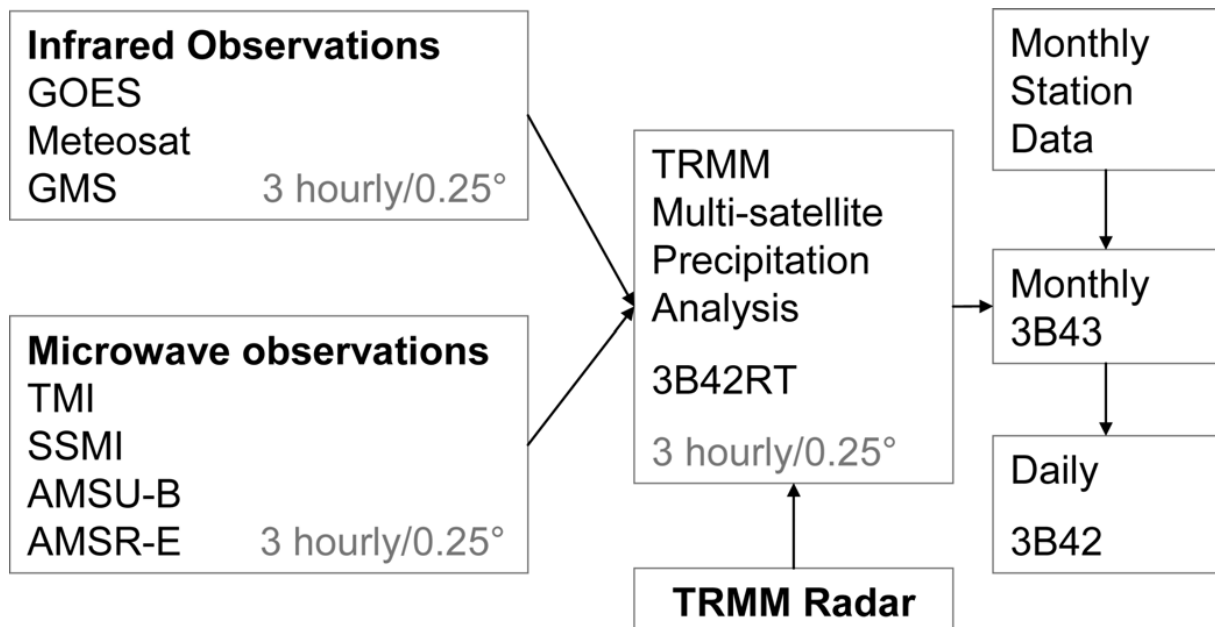 Infrared Observations
GOES
Meteosat
GMS 3 hourly/0.25°
Microwave observations
TMI
SSMI
AMSU-B
AMSR-E 3 hourly/0.25°
TRMM
Multi-satellite
Precipitation
Analysis
3B42RT
3 hourly/0.25°
TRMM Radar
Monthly
Station
Data
Monthly
3B43
Daily
3B42